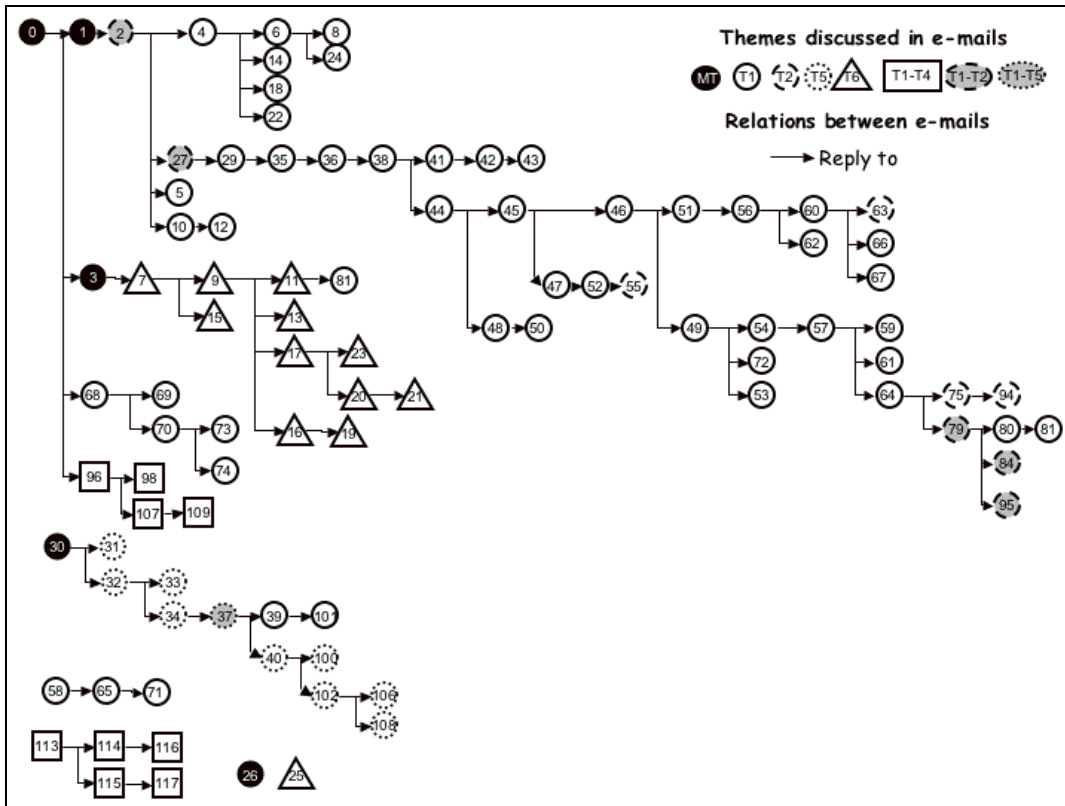 0 1 2 4 6 8
Themes discussed in e-mails
14 24
MT T1 T2 T5 T6 T1-T4 T1-T2 T1-T5
18
22
Relations between e-mails
Reply to
27 29 35 36 38 41 42 43
5
10 12
44 45 46 51 56 60 63
62 66
67
3 7 9 11 81
47 52 55
15 13
48 50
49 54 57 59
17 23
72 61
20 21
53 64
68 69
75 94
70 73
16 19
79 80 81
74
84
96 98
95
107 109
30 31
32 33
34 37 39 101
40 100
58 65 71
102 106
108
113 114 116
115 117
26 25